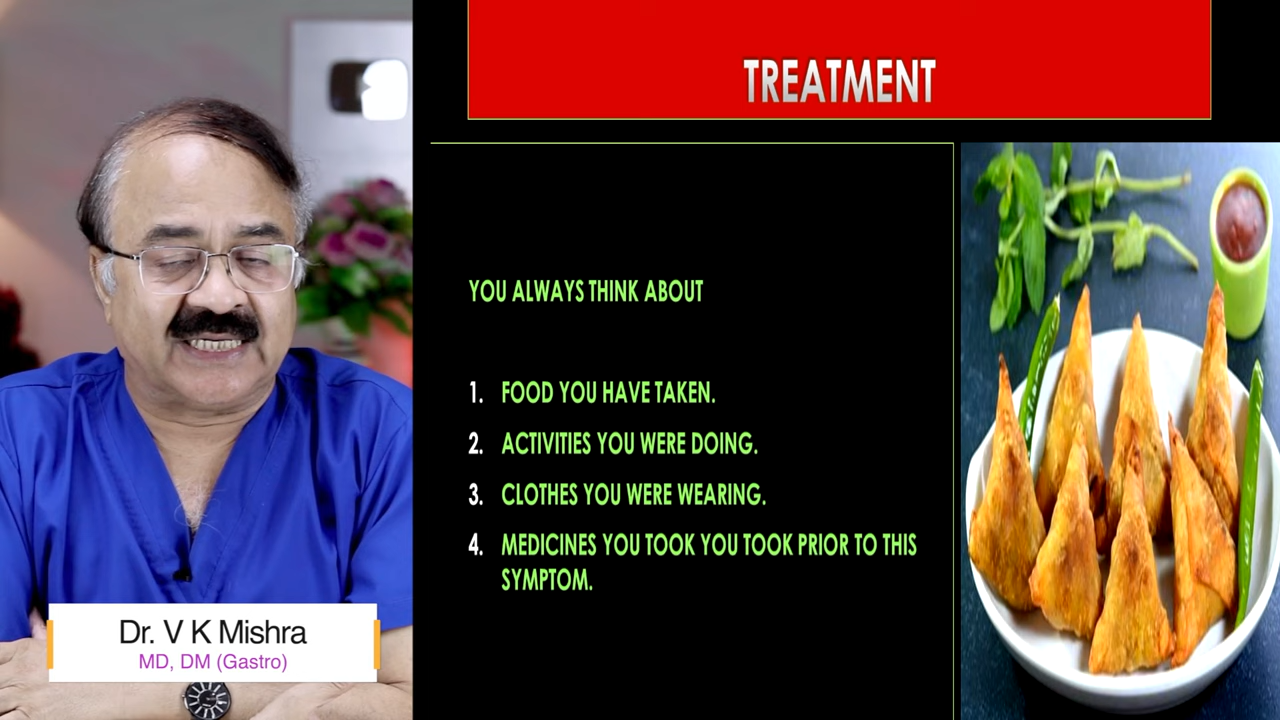 TREATMENT
YOU ALWAYS THINK ABOUT
1. FOOD YOU HAVE TAKEN.
2. ACTIVITIES YOU WERE DOING.
3. CLOTHES YOU WERE WEARING.
4. MEDICINES YOU TOOK YOU TOOK PRIOR TO THIS
SYMPTOM.
Dr. V K Mishra
MD, DM (Gastro)